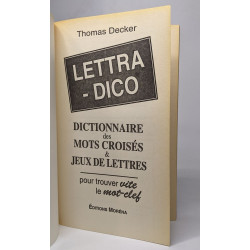 Thomas Decker
LETTRA
- DICO
DICTIONNAIRE
des
MOTS CROISÉS
&
JEUX DE LETTRES
pour trouver vite
le mot-clef
ÉDITIONS MORENA